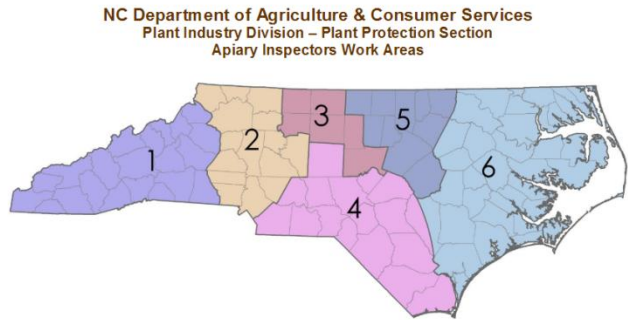 NC Department of Agriculture & Consumer Services
Plant Industry Division – Plant Protection Section
Apiary Inspectors Work Areas
1
2
3
4
5
6